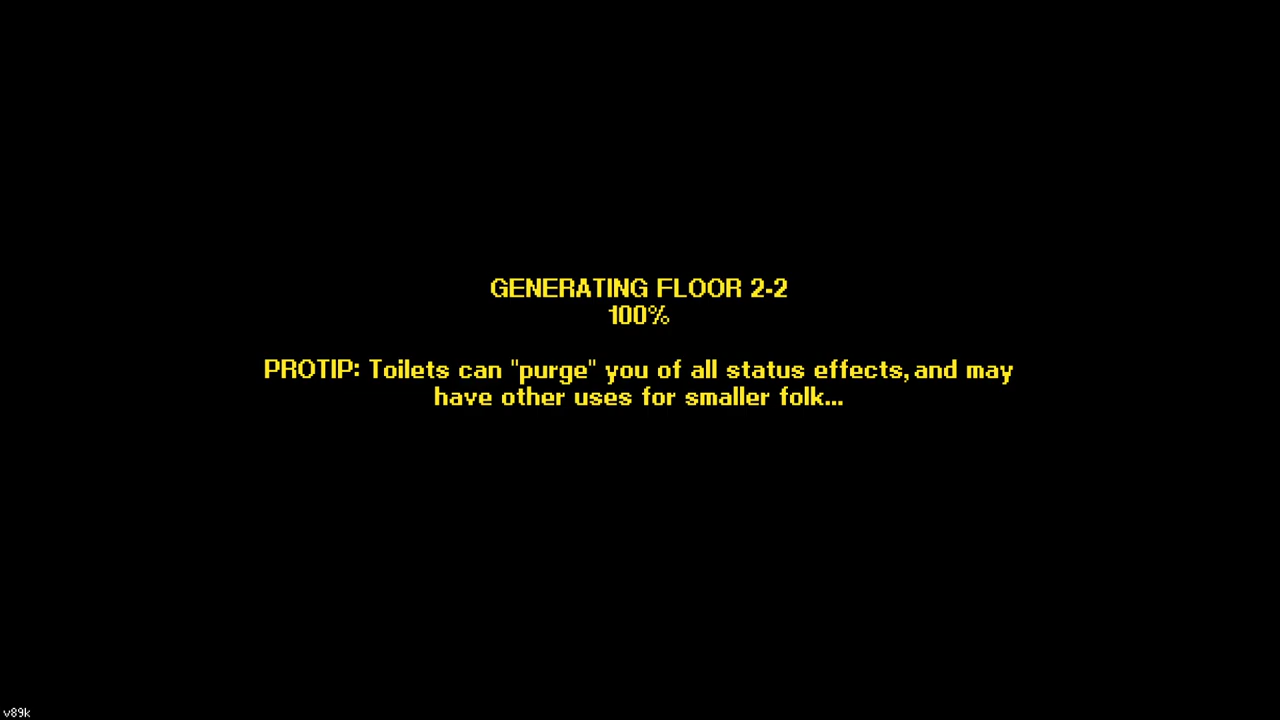 GENERATING FLOOR 2-2
100%
PROTIP: Toilets can "purge" you of all status effects, and may
have other uses for smaller folk...
v89k